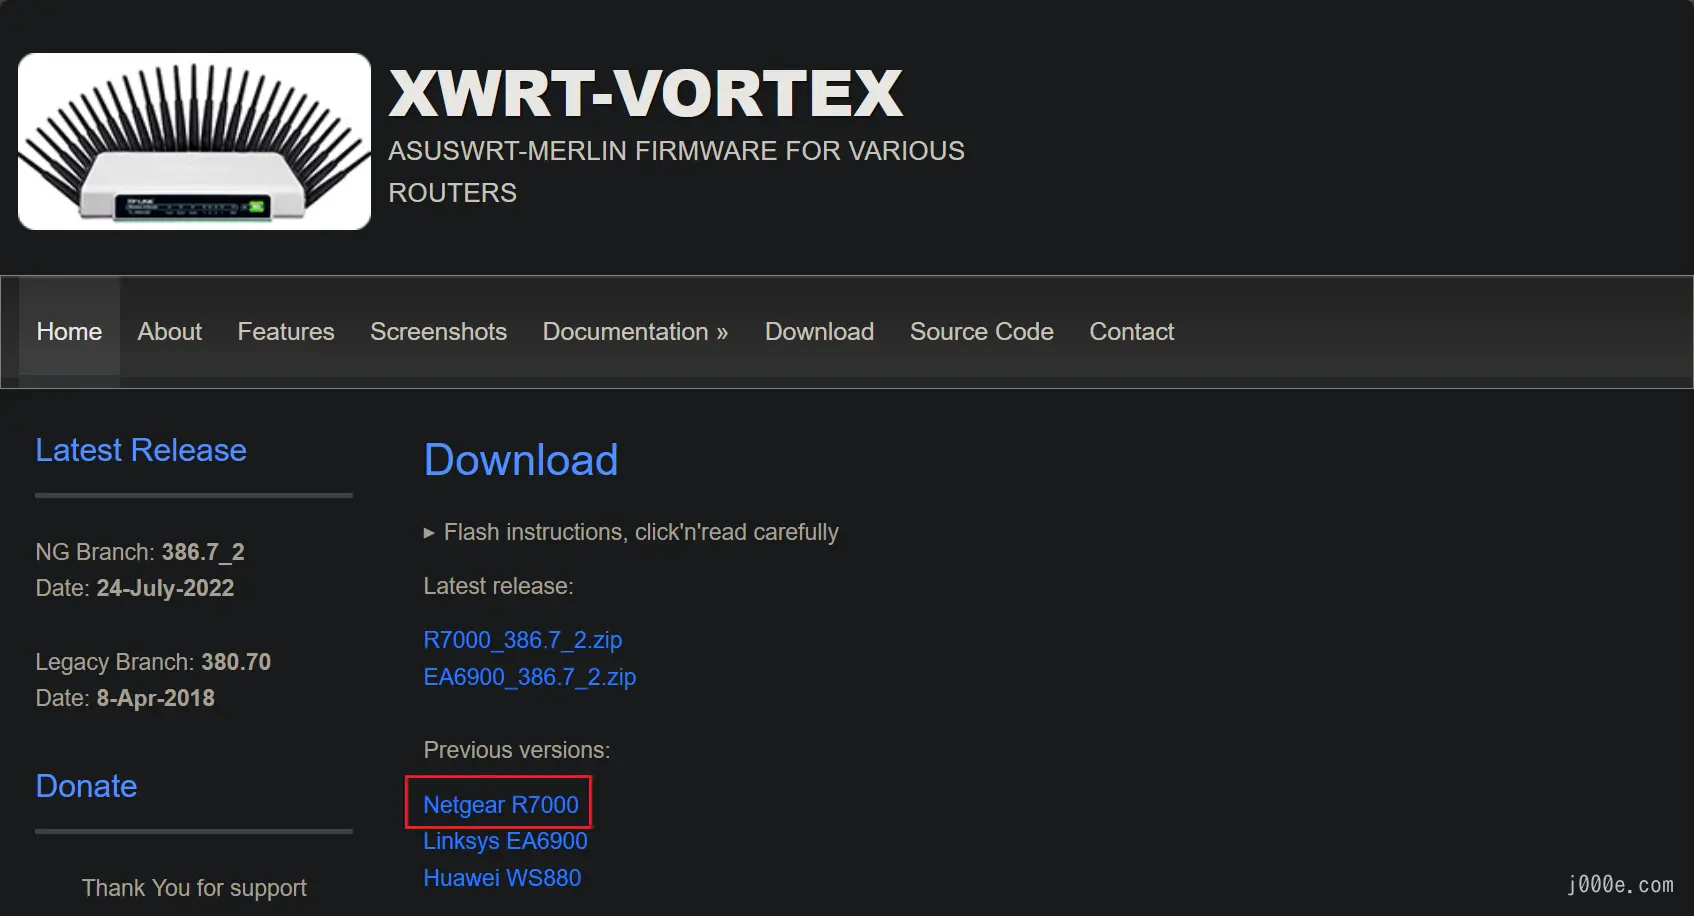 XWRT-VORTEX
ASUSWRT-MERLIN FIRMWARE FOR VARIOUS
ROUTERS
Home About Features Screenshots Documentation » Download Source Code Contact
Latest Release
NG Branch: 386.7_2
Date: 24-July-2022
Legacy Branch: 380.70
Date: 8-Apr-2018
Donate
Thank You for support
Download
▸ Flash instructions, click'n'read carefully
Latest release:
R7000_386.7_2.zip
EA6900_386.7_2.zip
Previous versions:
Netgear R7000
Linksys EA6900
Huawei WS880
j000e.com